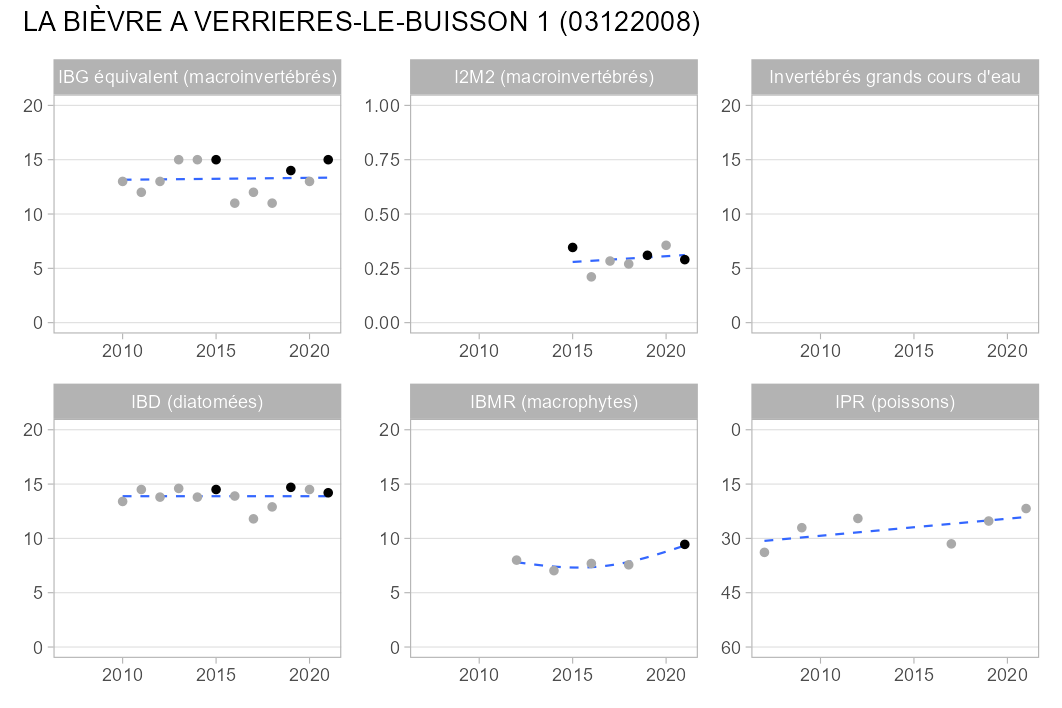 LA BIÈVRE A VERRIERES-LE-BUISSON 1 (03122008)
IBG équivalent (macroinvertébrés)
I2M2 (macroinvertébrés)
Invertébrés grands cours d'eau
20
15
10
5
0
1.00
0.75
0.50
0.25
0.00
20
15
10
5
0
2010 2015 2020
2010 2015 2020
2010 2015 2020
IBD (diatomées)
IBMR (macrophytes)
IPR (poissons)
20
15
10
5
0
20
15
10
5
0
0
15
30
45
60
2010 2015 2020
2010 2015 2020
2010 2015 2020